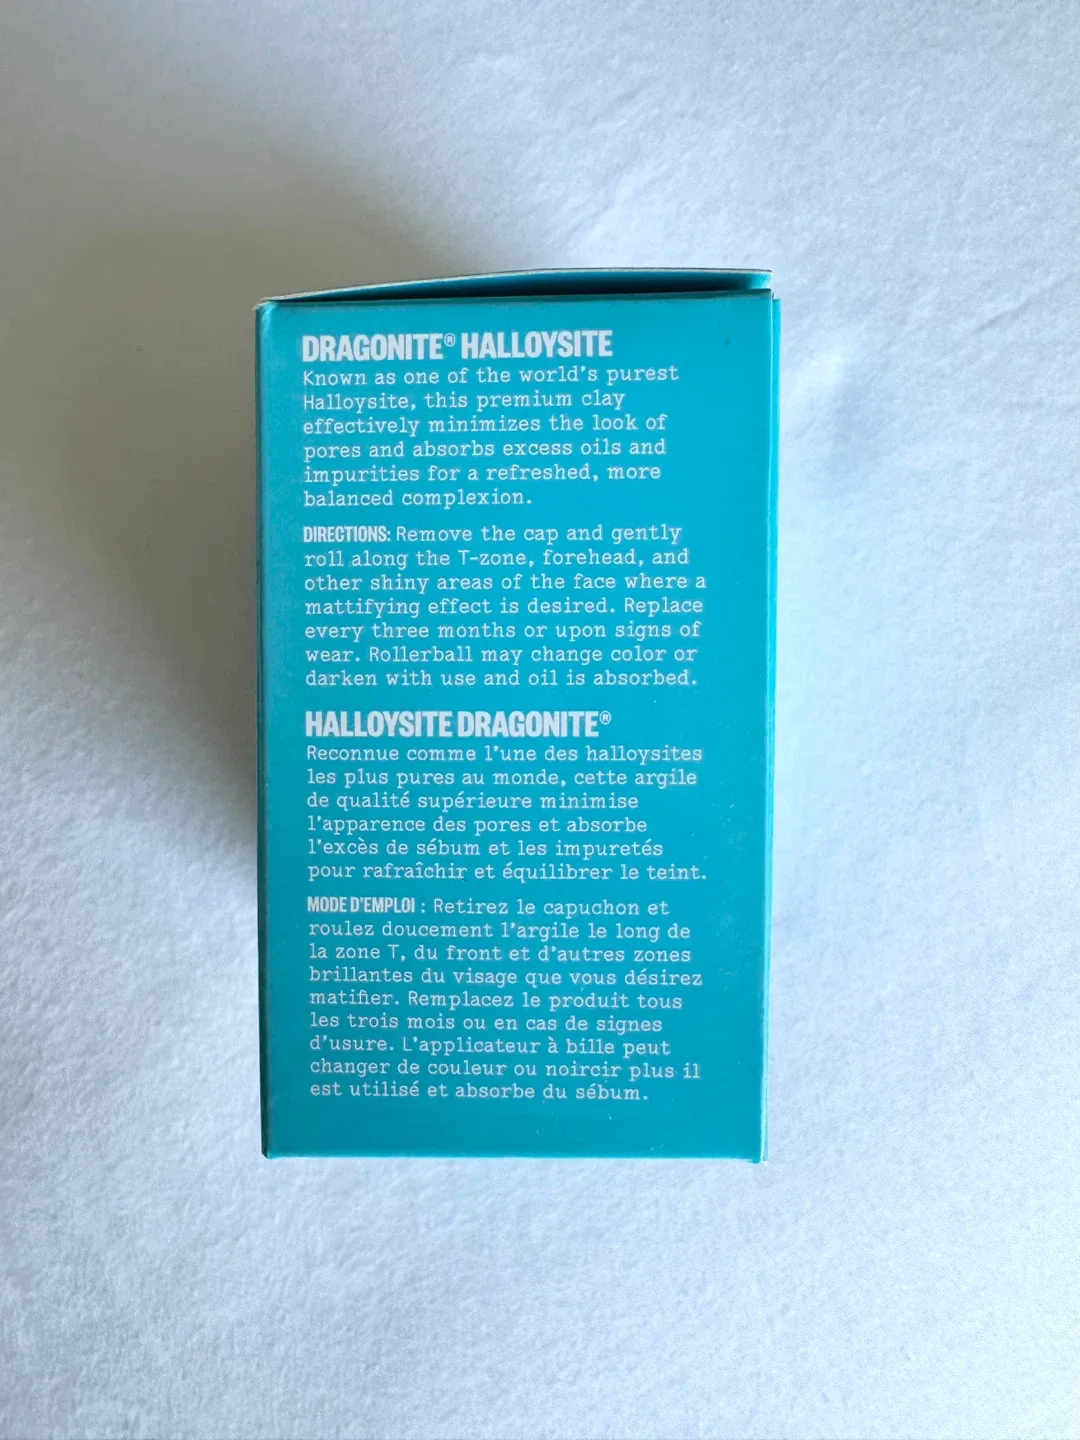 DRAGONITE® HALLOYSITE
Known as one of the world's purest
Halloysite, this premium clay
effectively minimizes the look of
pores and absorbs excess oils and
impurities for a refreshed, more
balanced complexion.
DIRECTIONS: Remove the cap and gently
roll along the T-zone, forehead, and
other shiny areas of the face where a
mattifying effect is desired. Replace
every three months or upon signs of
wear. Rollerball may change color or
darken with use and oil is absorbed.
HALLOYSITE DRAGONITE®
Reconnue comme l'une des halloysites
les plus pures au monde, cette argile
de qualité supérieure minimise
l'apparence des pores et absorbe
l'excès de sébum et les impuretés
pour rafraîchir et équilibrer le teint.
MODE D'EMPLOI : Retirez le capuchon et
roulez doucement l'argile le long de
la zone T, du front et d'autres zones
brillantes du visage que vous désirez
matifier. Remplacez le produit tous
les trois mois ou en cas de signes
d'usure. L'applicateur à bille peut
changer de couleur ou noircir plus il
est utilisé et absorbe du sébum.